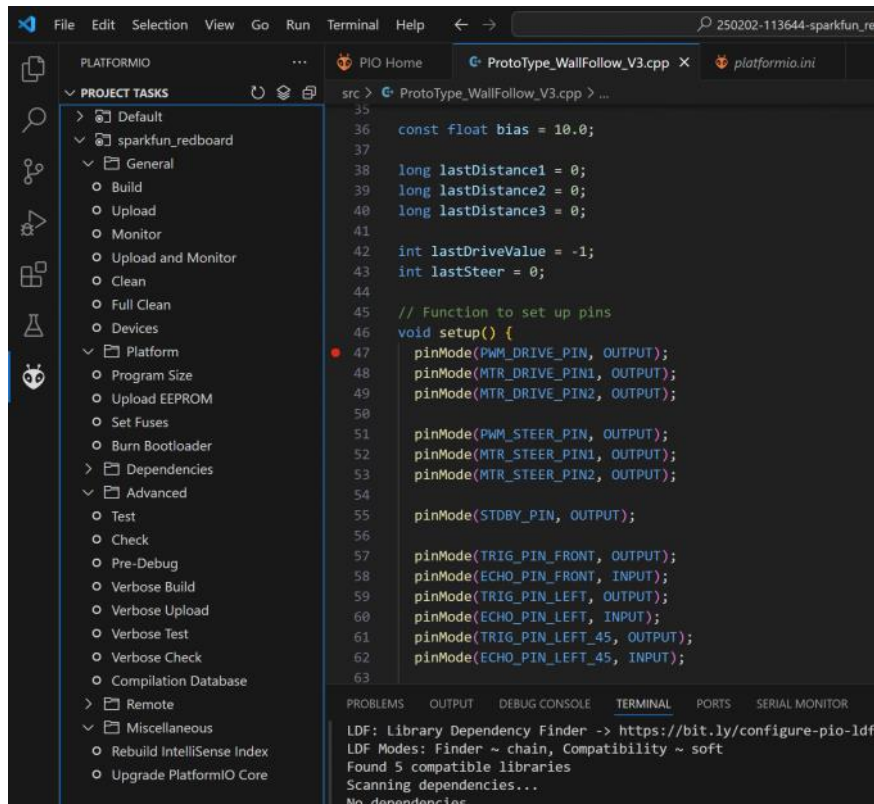 File Edit Selection View Go Run Terminal Help
250202-113644-sparkfun_re
PLATFORMIO
PROJECT TASKS
Default
sparkfun_redboard
General
Build
Upload
Monitor
Upload and Monitor
Clean
Full Clean
Devices
Platform
Program Size
Upload EEPROM
Set Fuses
Burn Bootloader
Dependencies
Advanced
Test
Check
Pre-Debug
Verbose Build
Verbose Upload
Verbose Test
Verbose Check
Compilation Database
Remote
Miscellaneous
Rebuild IntelliSense Index
Upgrade PlatformIO Core
PIO Home ProtoType_WallFollow_V3.cpp platformio.ini
src > ProtoType_WallFollow_V3.cpp > ...
35
36 const float bias = 10.0;
37
38 long lastDistance1 = 0;
39 long lastDistance2 = 0;
40 long lastDistance3 = 0;
41
42 int lastDriveValue = -1;
43 int lastSteer = 0;
44
45 // Function to set up pins
46 void setup() {
47 pinMode(PWM_DRIVE_PIN, OUTPUT);
48 pinMode(MTR_DRIVE_PIN1, OUTPUT);
49 pinMode(MTR_DRIVE_PIN2, OUTPUT);
50
51 pinMode(PWM_STEER_PIN, OUTPUT);
52 pinMode(MTR_STEER_PIN1, OUTPUT);
53 pinMode(MTR_STEER_PIN2, OUTPUT);
54
55 pinMode(STDBY_PIN, OUTPUT);
56
57 pinMode(TRIG_PIN_FRONT, OUTPUT);
58 pinMode(ECHO_PIN_FRONT, INPUT);
59 pinMode(TRIG_PIN_LEFT, OUTPUT);
60 pinMode(ECHO_PIN_LEFT, INPUT);
61 pinMode(TRIG_PIN_LEFT_45, OUTPUT);
62 pinMode(ECHO_PIN_LEFT_45, INPUT);
63
PROBLEMS OUTPUT DEBUG CONSOLE TERMINAL PORTS SERIAL MONITOR
LDF: Library Dependency Finder -> https://bit.ly/configure-pio-ldf
LDF Modes: Finder ~ chain, Compatibility ~ soft
Found 5 compatible libraries
Scanning dependencies...
No dependencies